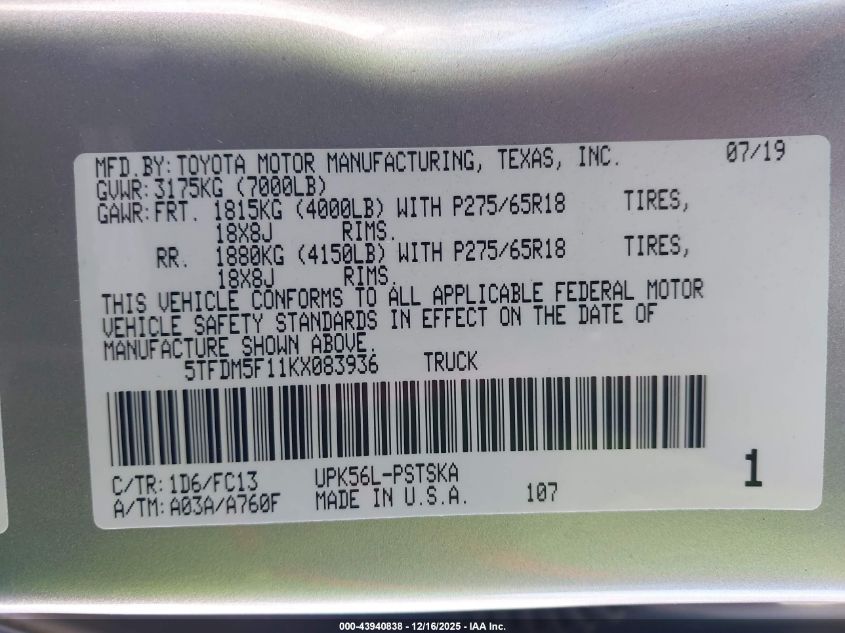 MFD.BY: TOYOTA MOTOR MANUFACTURING, TEXAS, INC. 07/19
GVWR: 3175KG (7000LB)
GAWR: FRT. 1815KG (4000LB) WITH P275/65R18 TIRES,
18X8J RIMS.
RR. 1880KG (4150LB) WITH P275/65R18 TIRES,
18X8J RIMS.
THIS VEHICLE CONFORMS TO ALL APPLICABLE FEDERAL MOTOR
VEHICLE SAFETY STANDARDS IN EFFECT ON THE DATE OF
MANUFACTURE SHOWN ABOVE.
5TFDM5F11KX083936 TRUCK
C/TR: 1D6/FC13 UPK56L-PSTSKA 1
A/TM: A03A/A760F MADE IN U.S.A. 107
000-43940838 - 12/16/2025 - IAA Inc.